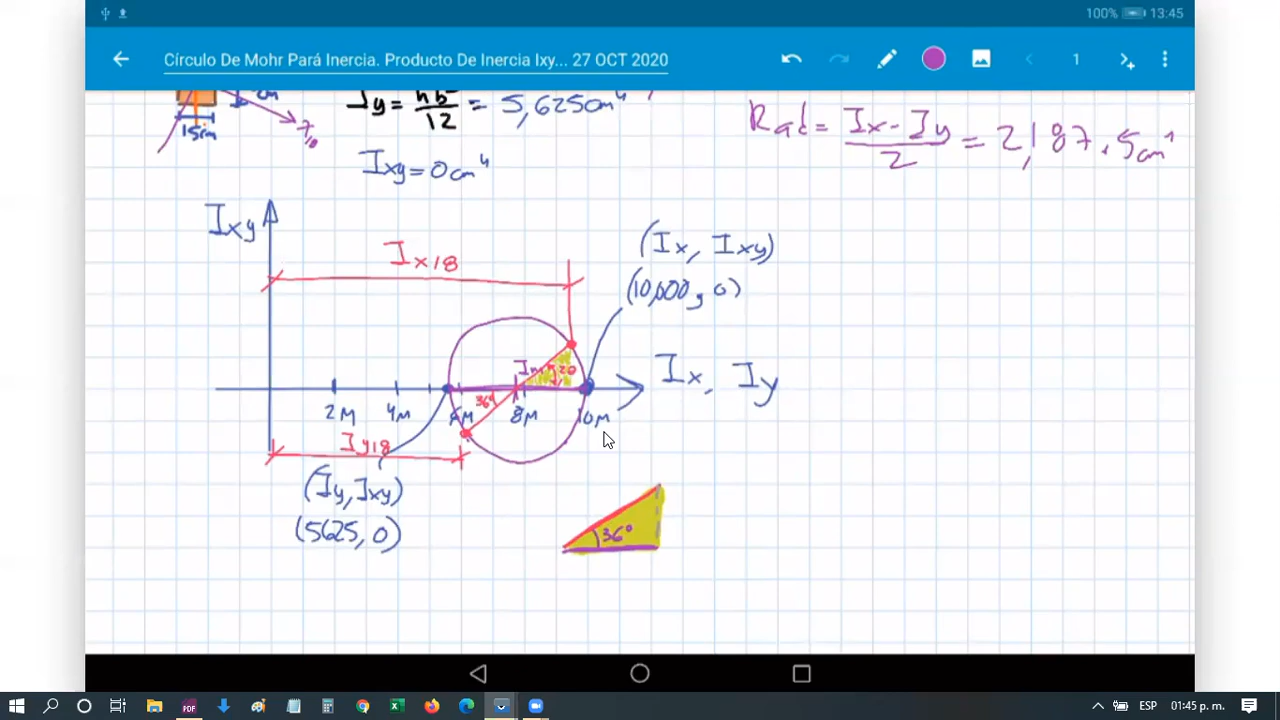 100% 13:45
Círculo De Mohr Pará Inercia. Producto De Inercia Ixy... 27 OCT 2020
1
15cm
Iy = hb³/12 = 5,625cm⁴
Ixy = 0cm⁴
Rad = Ix - Iy / 2 = 2,187.5cm⁴
Ixy
Ix18
(Ix, Ixy)
(10,000, 0)
Ix, Iy
2M 4M 6M 8M 10M
36°
Iy18
(Iy, Ixy)
(5625, 0)
36°
ESP 01:45 p. m.